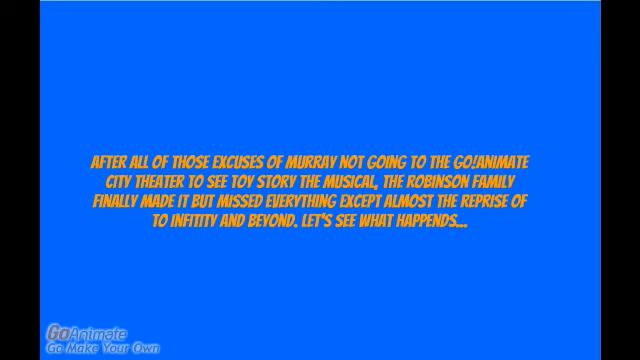 AFTER ALL OF THOSE EXCUSES OF MURRAY NOT GOING TO THE GO!ANIMATE
CITY THEATER TO SEE TOY STORY THE MUSICAL, THE ROBINSON FAMILY
FINALLY MADE IT BUT MISSED EVERYTHING EXCEPT ALMOST THE REPRISE OF
TO INFITITY AND BEYOND. LET'S SEE WHAT HAPPENDS...
GoAnimate
Go Make Your Own